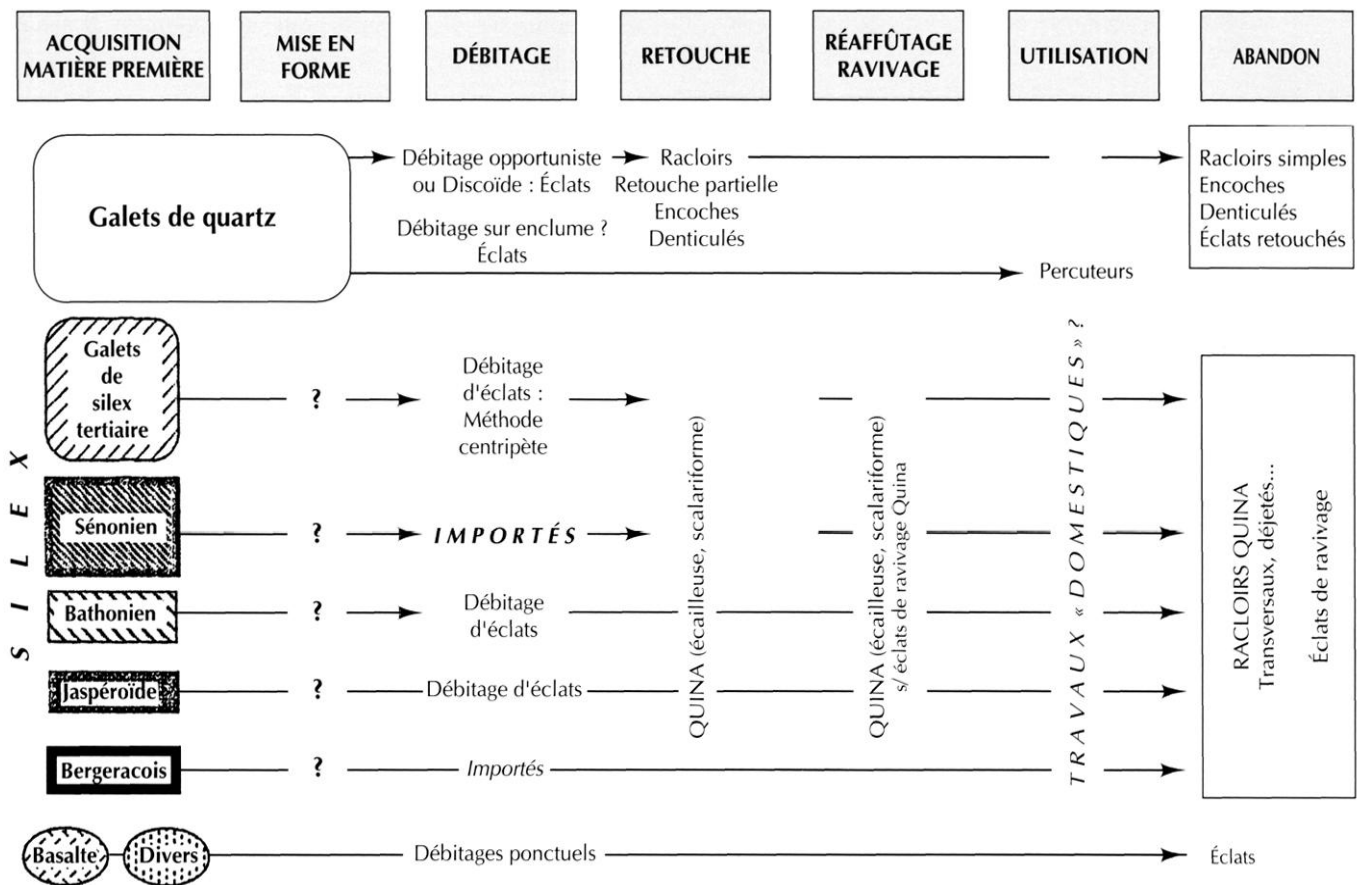 ACQUISITION
MATIÈRE PREMIÈRE
MISE EN
FORME
DÉBITAGE
RETOUCHE
RÉAFFÛTAGE
RAVIVAGE
UTILISATION
ABANDON
Galets de quartz
Débitage opportuniste
ou Discoïde : Éclats
Débitage sur enclume ?
Éclats
Racloirs
Retouche partielle
Encoches
Denticulés
Percuteurs
Racloirs simples
Encoches
Denticulés
Éclats retouchés
SILEX
Galets
de
silex
tertiaire
?
Débitage
d'éclats :
Méthode
centripète
Sénonien
?
IMPORTÉS
Bathonien
?
Débitage
d'éclats
Jaspéroïde
?
Débitage d'éclats
Bergeracois
?
Importés
QUINA (écailleuse, scalariforme)
QUINA (écailleuse, scalariforme)
s/ éclats de ravivage Quina
TRAVAUX « DOMESTIQUES » ?
RACLOIRS QUINA
Transversaux, déjetés...
Éclats de ravivage
Basalte
Divers
Débitages ponctuels
Éclats